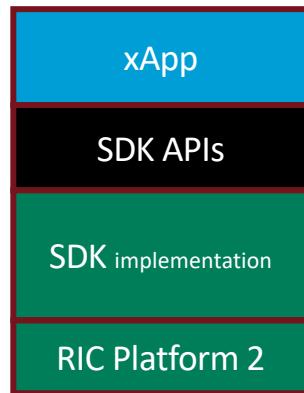 xApp
SDK APIs
SDK implementation
RIC Platform 2